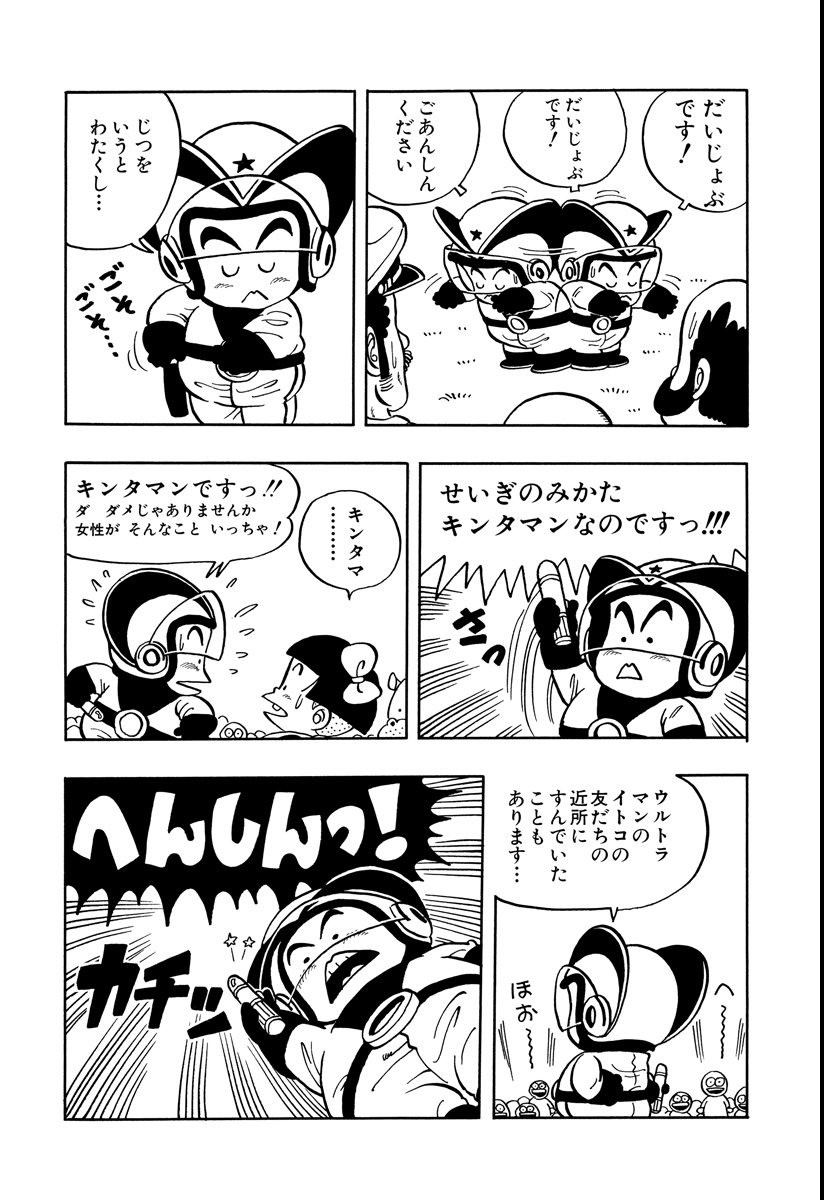 だいじょぶ
です!
だいじょぶ
です!
ごあんしん
ください
じつを
いうと
わたくし…
ごそ
ごそ…
せいぎのみかた
キンタマンなのですっ!!!
さっ
キンタマ
………
キンタマンですっ!!
ダ ダメじゃありませんか
女性が そんなこと いっちゃ!
ウルトラ
マンの
イトコの
友だちの
近所に
すんでいた
ことも
あります…
へ~
ほお~
へんしんっ!
カチッ